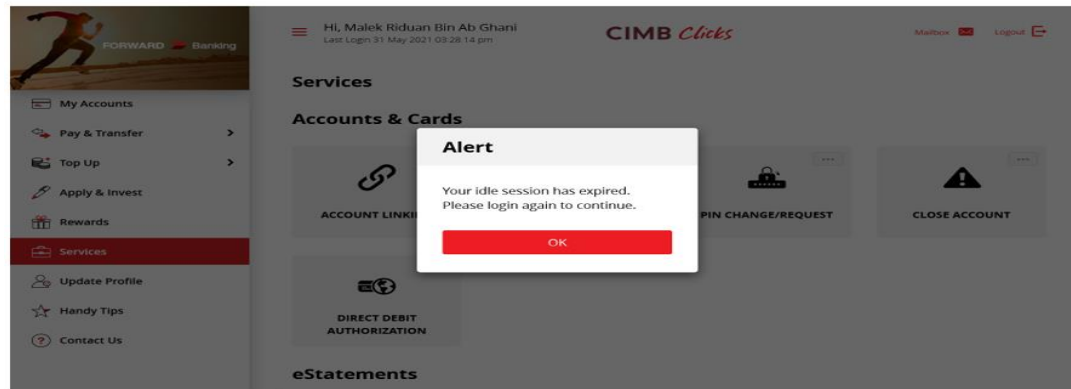 FORWARD Banking
My Accounts
Pay & Transfer
Top Up
Apply & Invest
Rewards
Services
Update Profile
Handy Tips
Contact Us
Hi, Malek Riduan Bin Ab Ghani
Last Login 31 May 2021 03:28:14 pm
CIMB Clicks
Mailbox
Logout
Services
Accounts & Cards
ACCOUNT LINKI
PIN CHANGE/REQUEST
CLOSE ACCOUNT
DIRECT DEBIT
AUTHORIZATION
eStatements
Alert
Your idle session has expired.
Please login again to continue.
OK